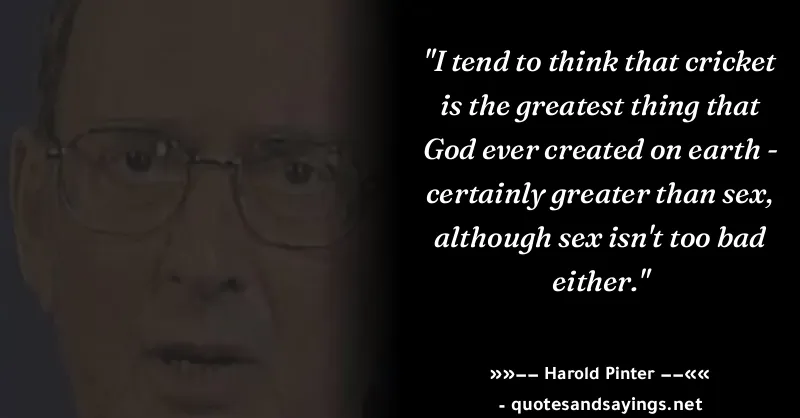 "I tend to think that cricket
is the greatest thing that
God ever created on earth -
certainly greater than sex,
although sex isn't too bad
either."
»»—— Harold Pinter ——««
- quotesandsayings.net